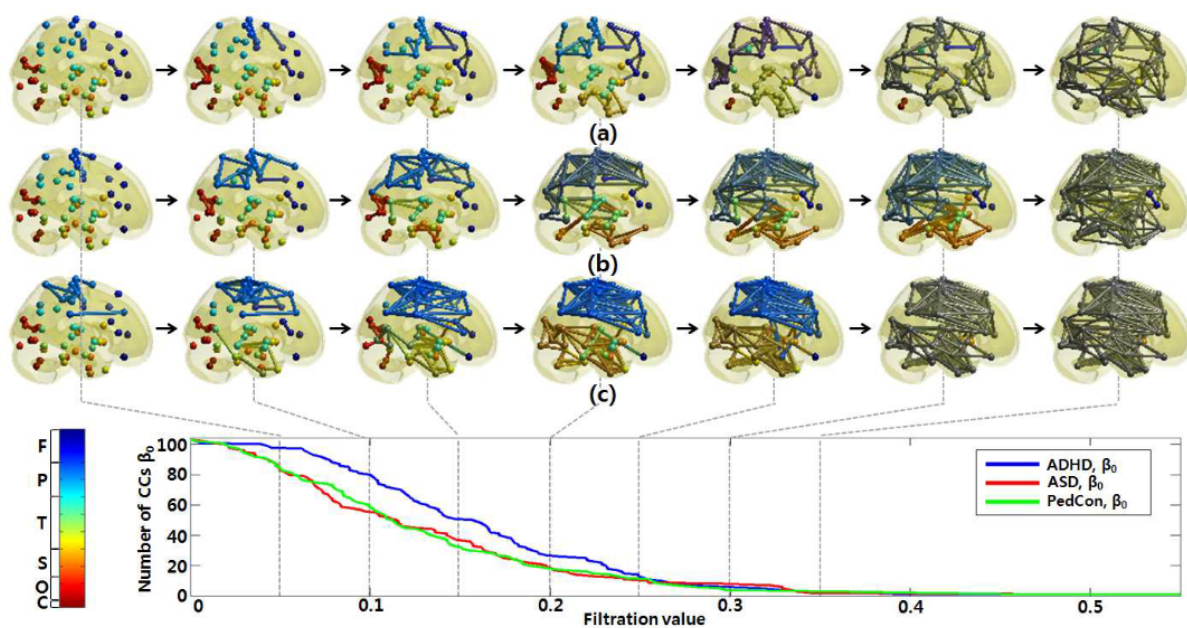 (a)
(b)
(c)
F
P
T
S
O
C
Number of CCs β₀
100
80
60
40
20
0
ADHD, β₀
ASD, β₀
PedCon, β₀
0 0.1 0.2 0.3 0.4 0.5
Filtration value